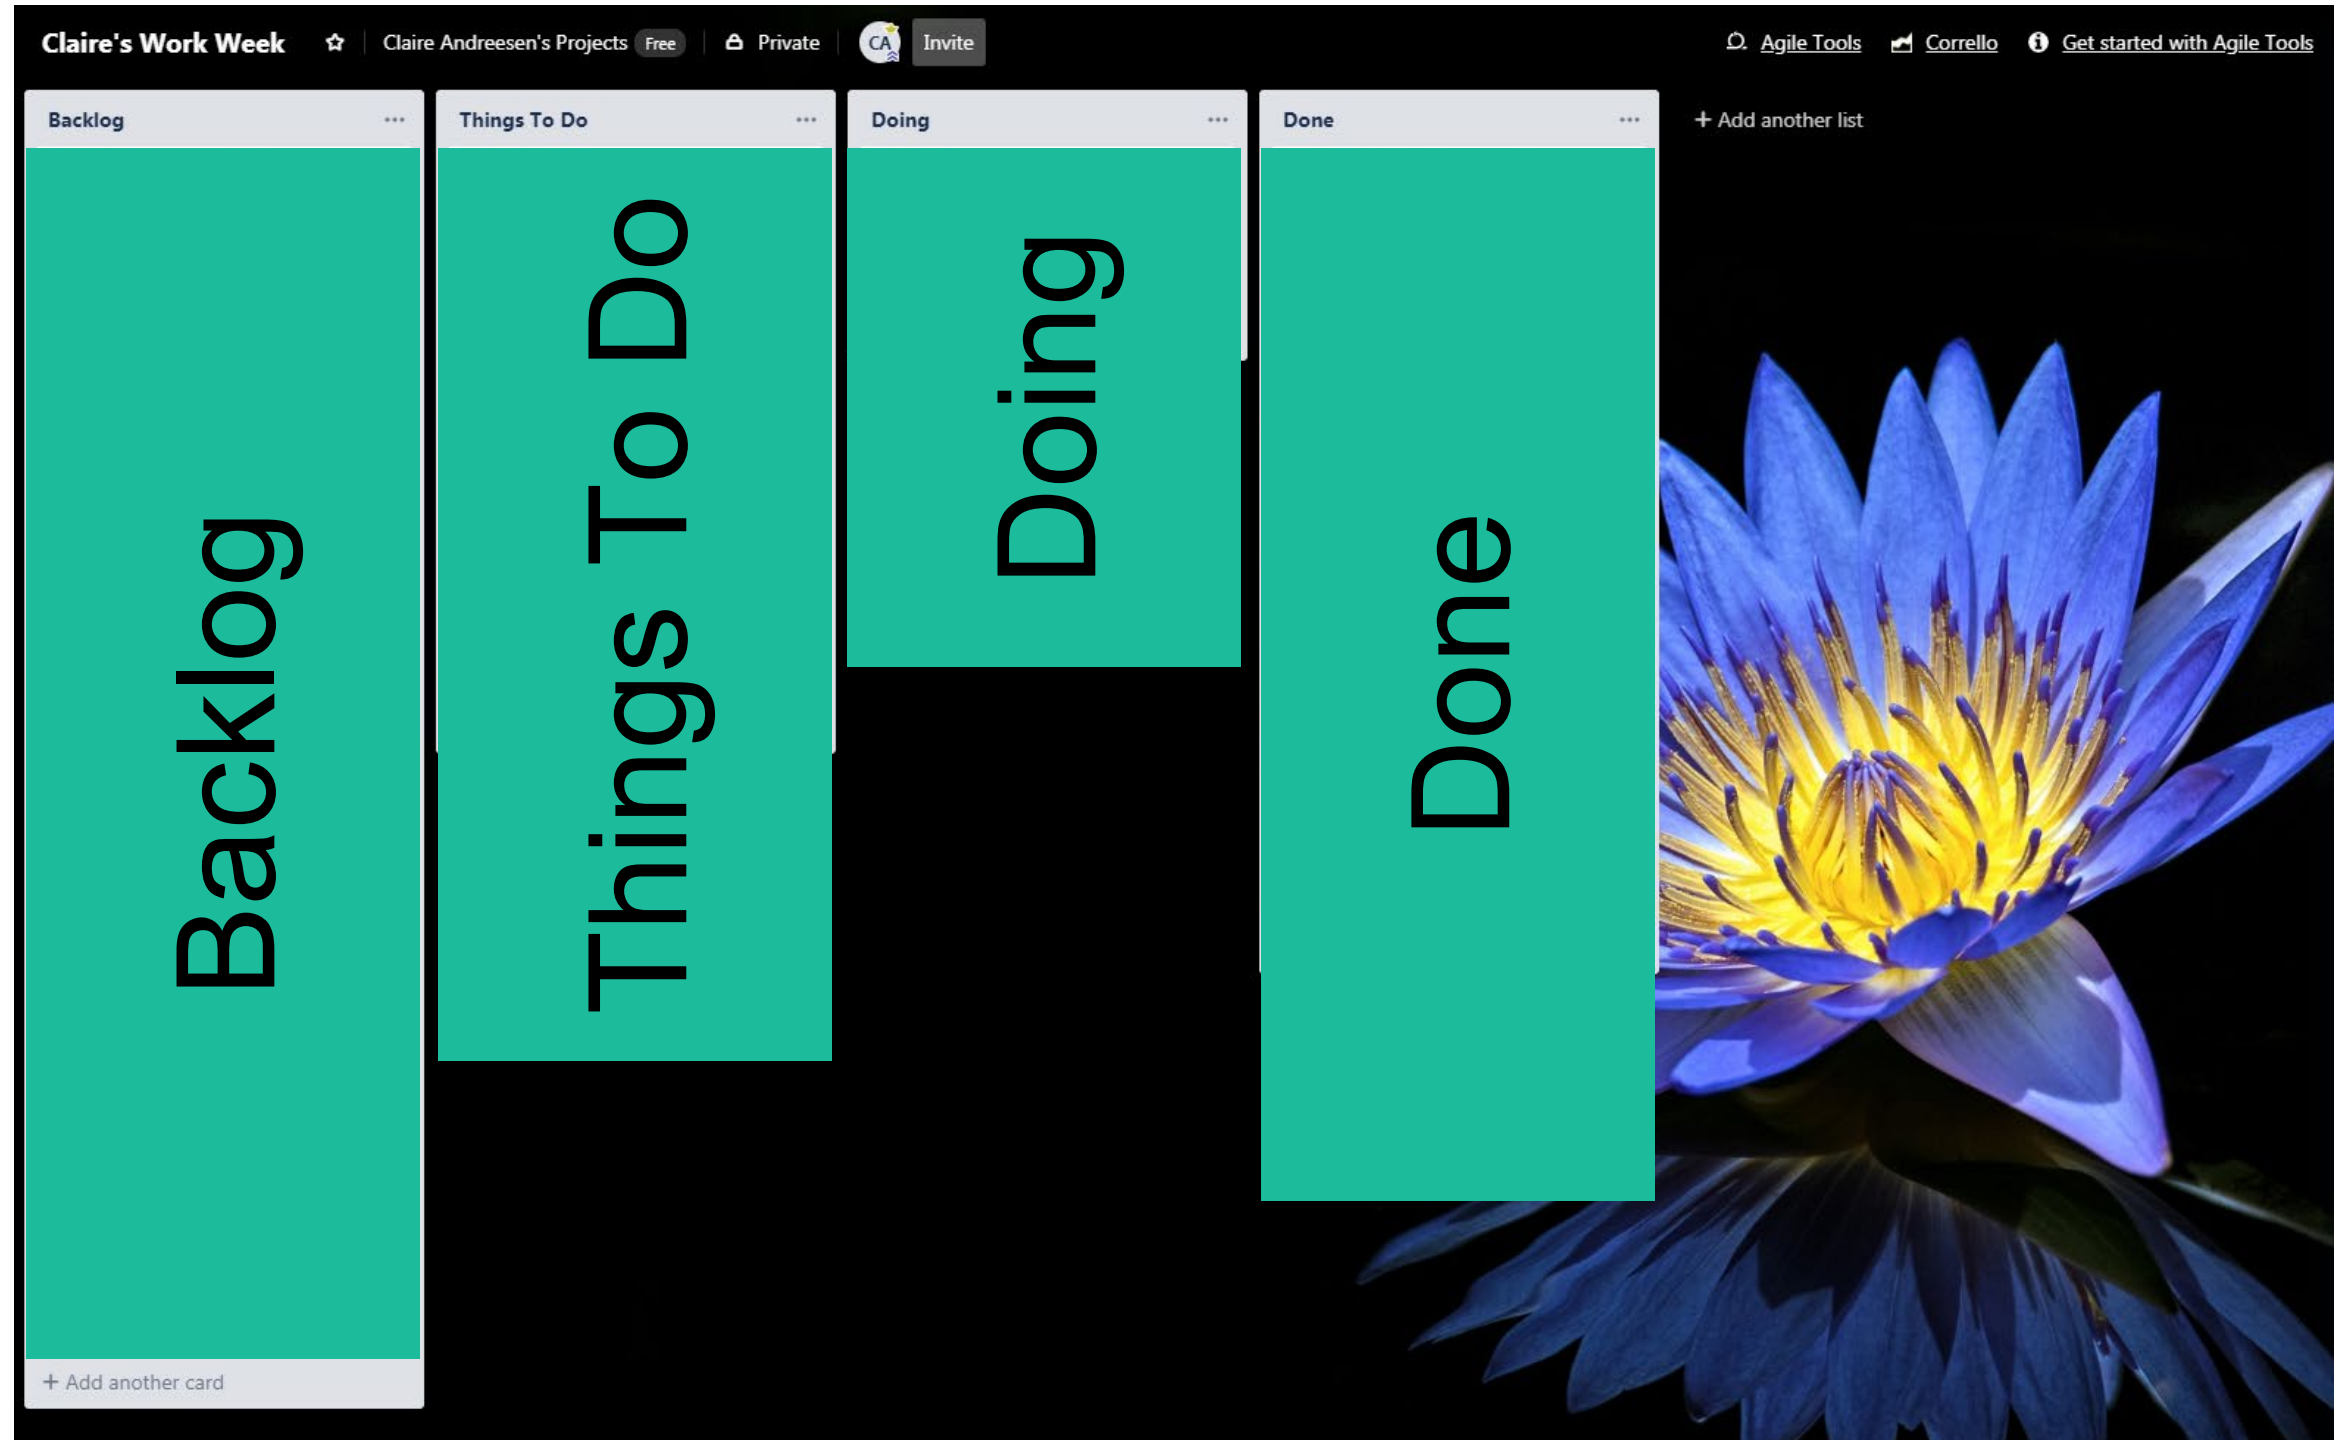 Claire's Work Week
Claire Andreesen's Projects Free
Private
CA
Invite
Agile Tools
Corrello
Get started with Agile Tools
Backlog
Things To Do
Doing
Done
+ Add another list
Backlog
Things To Do
Doing
Done
+ Add another card